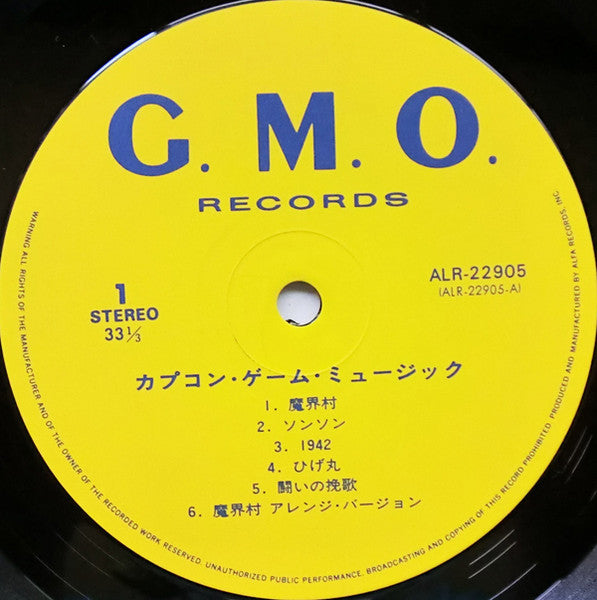 G. M. O.
RECORDS
ALR-22905
(ALR-22905-A)
1
STEREO
33 1/3
カプコン・ゲーム・ミュージック
1. 魔界村
2. ソンソン
3. 1942
4. ひげ丸
5. 闘いの挽歌
6. 魔界村 アレンジ・バージョン
WARNING ALL RIGHTS OF THE MANUFACTURER AND OF THE OWNER OF THE RECORDED WORK RESERVED. UNAUTHORIZED PUBLIC PERFORMANCE, BROADCASTING AND COPYING OF THIS RECORD PROHIBITED. PRODUCED AND MANUFACTURED BY ALFA RECORDS, INC.